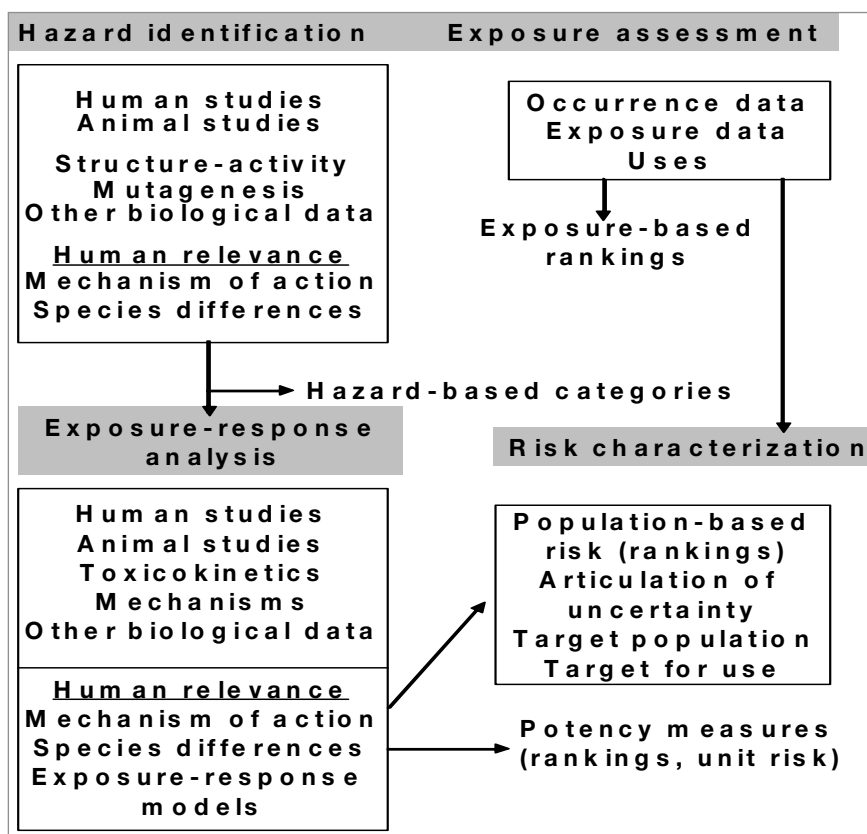 Hazard identification
Exposure assessment
Human studies
Animal studies
Structure-activity
Mutagenesis
Other biological data
Human relevance
Mechanism of action
Species differences
Occurrence data
Exposure data
Uses
Exposure-based
rankings
Hazard-based categories
Exposure-response
analysis
Risk characterization
Human studies
Animal studies
Toxicokinetics
Mechanisms
Other biological data
Human relevance
Mechanism of action
Species differences
Exposure-response
models
Population-based
risk (rankings)
Articulation of
uncertainty
Target population
Target for use
Potency measures
(rankings, unit risk)